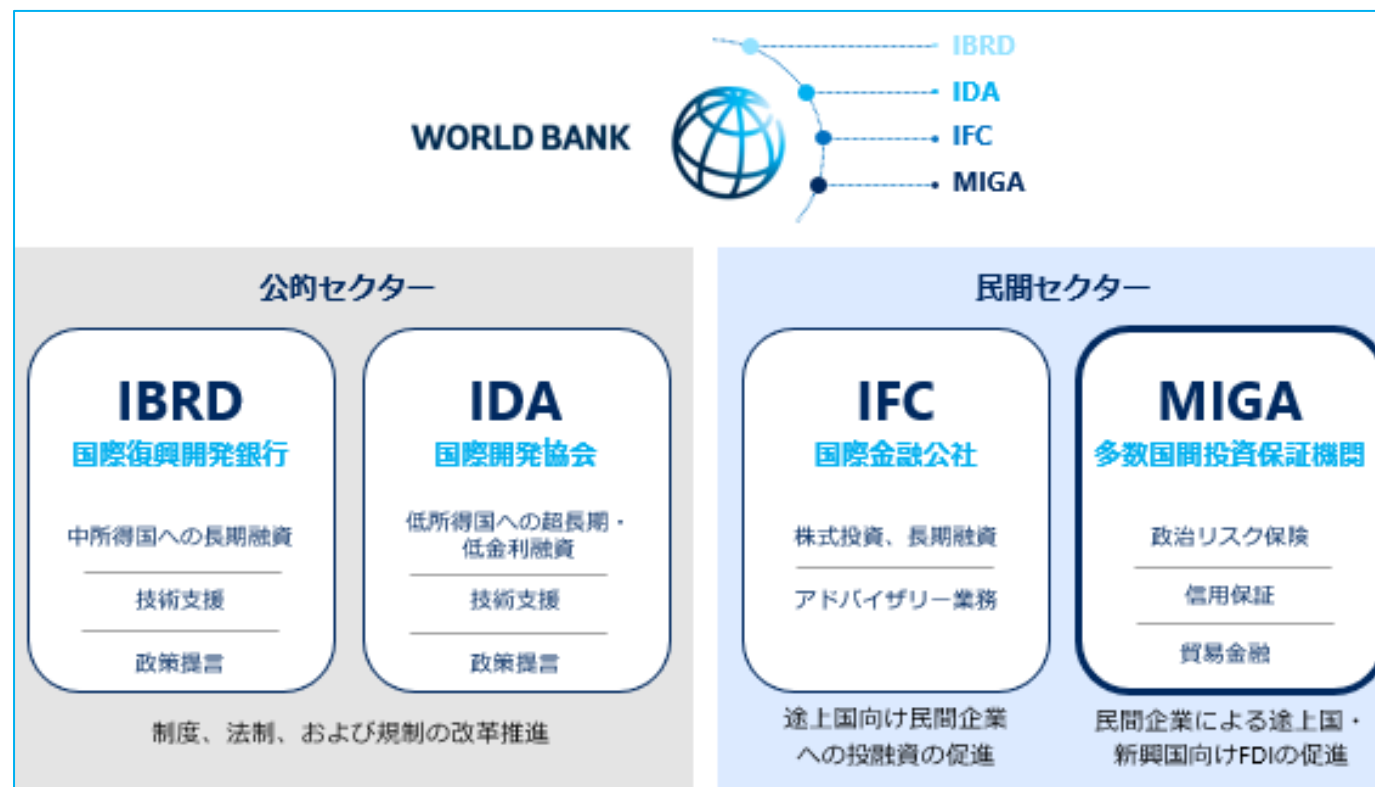 WORLD BANK
IBRD
IDA
IFC
MIGA
公的セクター
IBRD
国際復興開発銀行
中所得国への長期融資
技術支援
政策提言
IDA
国際開発協会
低所得国への超長期・
低金利融資
技術支援
政策提言
制度、法制、および規制の改革推進
民間セクター
IFC
国際金融公社
株式投資、長期融資
アドバイザリー業務
途上国向け民間企業
への投融資の促進
MIGA
多数国間投資保証機関
政治リスク保険
信用保証
貿易金融
民間企業による途上国・
新興国向けFDIの促進